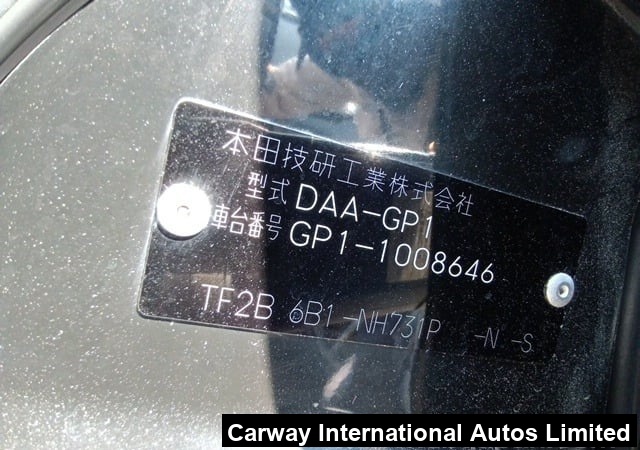 本田技研工業株式会社
型式 DAA-GP1
車台番号 GP1-1008646
TF2B 6B1-NH731P -N -S
Carway International Autos Limited